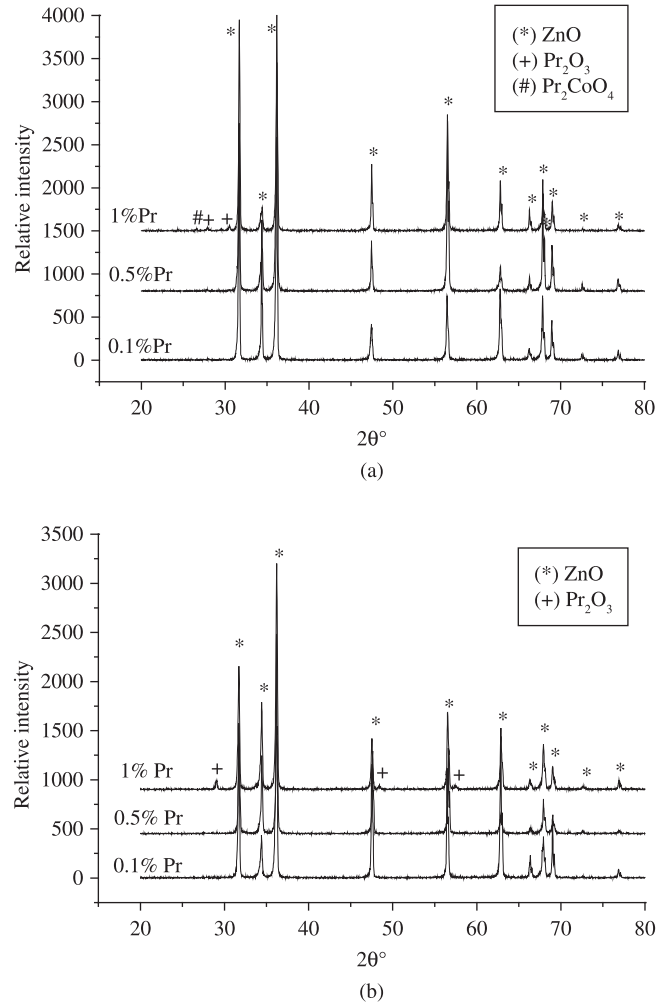 4000
3500
3000
2500
2000
1500
1000
500
0
Relative intensity
(*) ZnO
(+) Pr2O3
(#) Pr2CoO4
* * * * * * * * * * * *
# + +
1%Pr
0.5%Pr
0.1%Pr
20 30 40 50 60 70 80
2θ°
(a)
3500
3000
2500
2000
1500
1000
500
0
Relative intensity
(*) ZnO
(+) Pr2O3
* * * * * * * * * * *
+ + +
1% Pr
0.5% Pr
0.1% Pr
20 30 40 50 60 70 80
2θ°
(b)